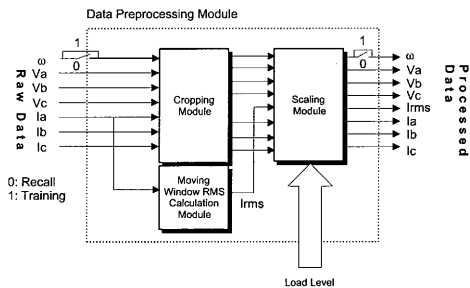 Data Preprocessing Module
1
0
ω
Va
Vb
Vc
Ia
Ib
Ic
Raw Data
0: Recall
1: Training
Cropping
Module
Moving
Window RMS
Calculation
Module
Irms
Scaling
Module
Load Level
1
0
ω
Va
Vb
Vc
Irms
Ia
Ib
Ic
Processed
Data